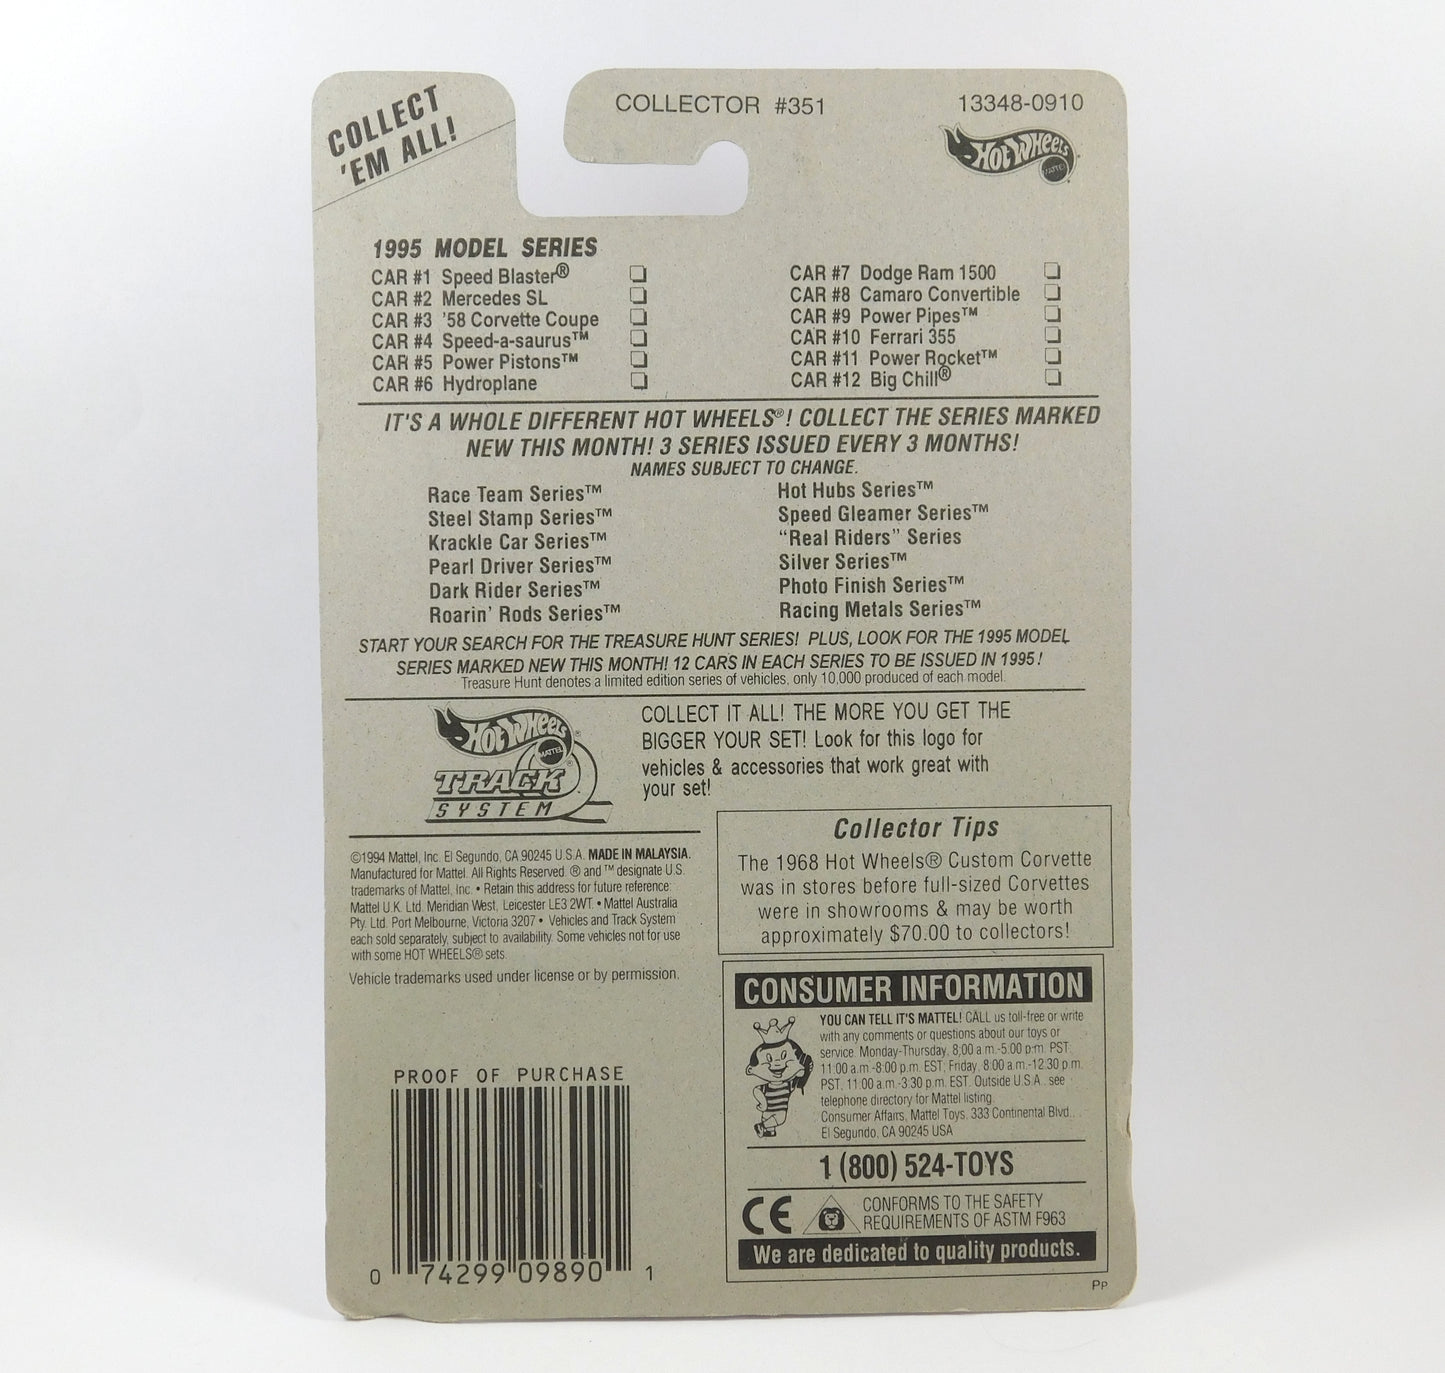 COLLECT
'EM ALL!
COLLECTOR #351
13348-0910
HOT WHEELS
MATTEL
1995 MODEL SERIES
CAR #1 Speed Blaster®
CAR #2 Mercedes SL
CAR #3 '58 Corvette Coupe
CAR #4 Speed-a-saurus™
CAR #5 Power Pistons™
CAR #6 Hydroplane
CAR #7 Dodge Ram 1500
CAR #8 Camaro Convertible
CAR #9 Power Pipes™
CAR #10 Ferrari 355
CAR #11 Power Rocket™
CAR #12 Big Chill®
IT'S A WHOLE DIFFERENT HOT WHEELS®! COLLECT THE SERIES MARKED
NEW THIS MONTH! 3 SERIES ISSUED EVERY 3 MONTHS!
NAMES SUBJECT TO CHANGE.
Race Team Series™
Steel Stamp Series™
Krackle Car Series™
Pearl Driver Series™
Dark Rider Series™
Roarin' Rods Series™
Hot Hubs Series™
Speed Gleamer Series™
“Real Riders” Series
Silver Series™
Photo Finish Series™
Racing Metals Series™
START YOUR SEARCH FOR THE TREASURE HUNT SERIES! PLUS, LOOK FOR THE 1995 MODEL
SERIES MARKED NEW THIS MONTH! 12 CARS IN EACH SERIES TO BE ISSUED IN 1995!
Treasure Hunt denotes a limited edition series of vehicles, only 10,000 produced of each model.
HOT WHEELS®
MATTEL
TRACK
SYSTEM
COLLECT IT ALL! THE MORE YOU GET THE
BIGGER YOUR SET! Look for this logo for
vehicles & accessories that work great with
your set!
©1994 Mattel, Inc. El Segundo, CA 90245 U.S.A. MADE IN MALAYSIA.
Manufactured for Mattel. All Rights Reserved. ® and ™ designate U.S.
trademarks of Mattel, Inc. • Retain this address for future reference:
Mattel U.K. Ltd. Meridian West, Leicester LE3 2WT. • Mattel Australia
Pty. Ltd. Port Melbourne, Victoria 3207 • Vehicles and Track System
each sold separately, subject to availability. Some vehicles not for use
with some HOT WHEELS® sets.
Vehicle trademarks used under license or by permission.
Collector Tips
The 1968 Hot Wheels® Custom Corvette
was in stores before full-sized Corvettes
were in showrooms & may be worth
approximately $70.00 to collectors!
CONSUMER INFORMATION
YOU CAN TELL IT'S MATTEL! CALL us toll-free or write
with any comments or questions about our toys or
service. Monday-Thursday, 8:00 a.m.-5:00 p.m. PST,
11:00 a.m.-8:00 p.m. EST; Friday, 8:00 a.m.-12:30 p.m.
PST, 11:00 a.m.-3:30 p.m. EST. Outside U.S.A., see
telephone directory for Mattel listing.
Consumer Affairs, Mattel Toys, 333 Continental Blvd.,
El Segundo, CA 90245 USA
1 (800) 524-TOYS
CE
CONFORMS TO THE SAFETY
REQUIREMENTS OF ASTM F963
We are dedicated to quality products.
PROOF OF PURCHASE
0 74299 09890 1
PP